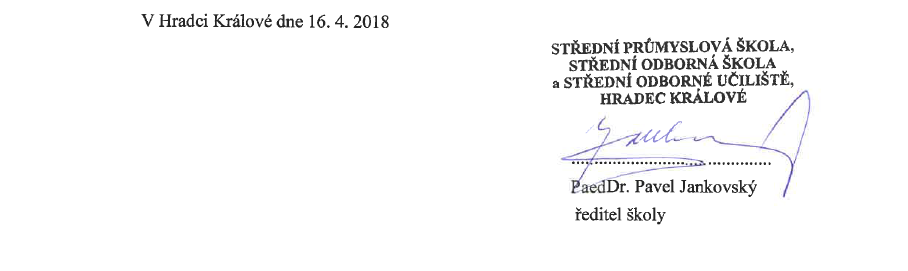 V Hradci Králové dne 16. 4. 2018
STŘEDNÍ PRŮMYSLOVÁ ŠKOLA,
STŘEDNÍ ODBORNÁ ŠKOLA
a STŘEDNÍ ODBORNÉ UČILIŠTĚ,
HRADEC KRÁLOVÉ
PaedDr. Pavel Jankovský
ředitel školy